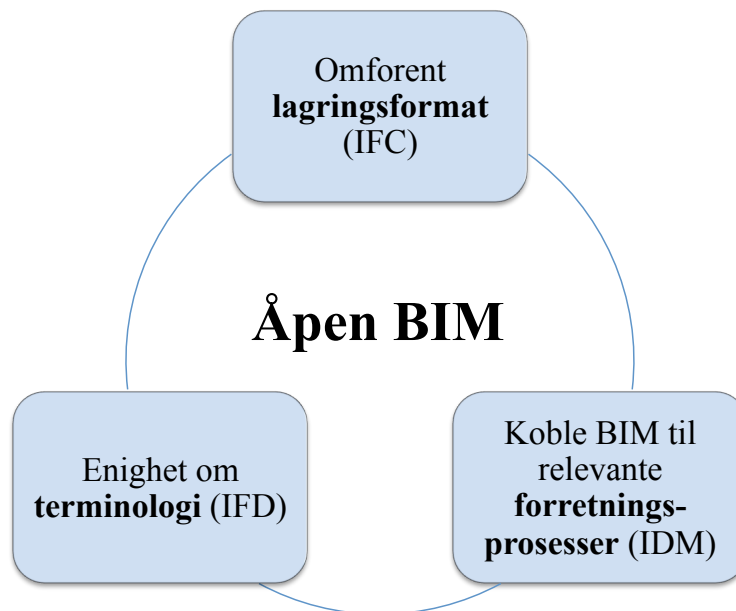 Omforent
lagringsformat
(IFC)
Åpen BIM
Enighet om
terminologi (IFD)
Koble BIM til
relevante
forretnings-
prosesser (IDM)